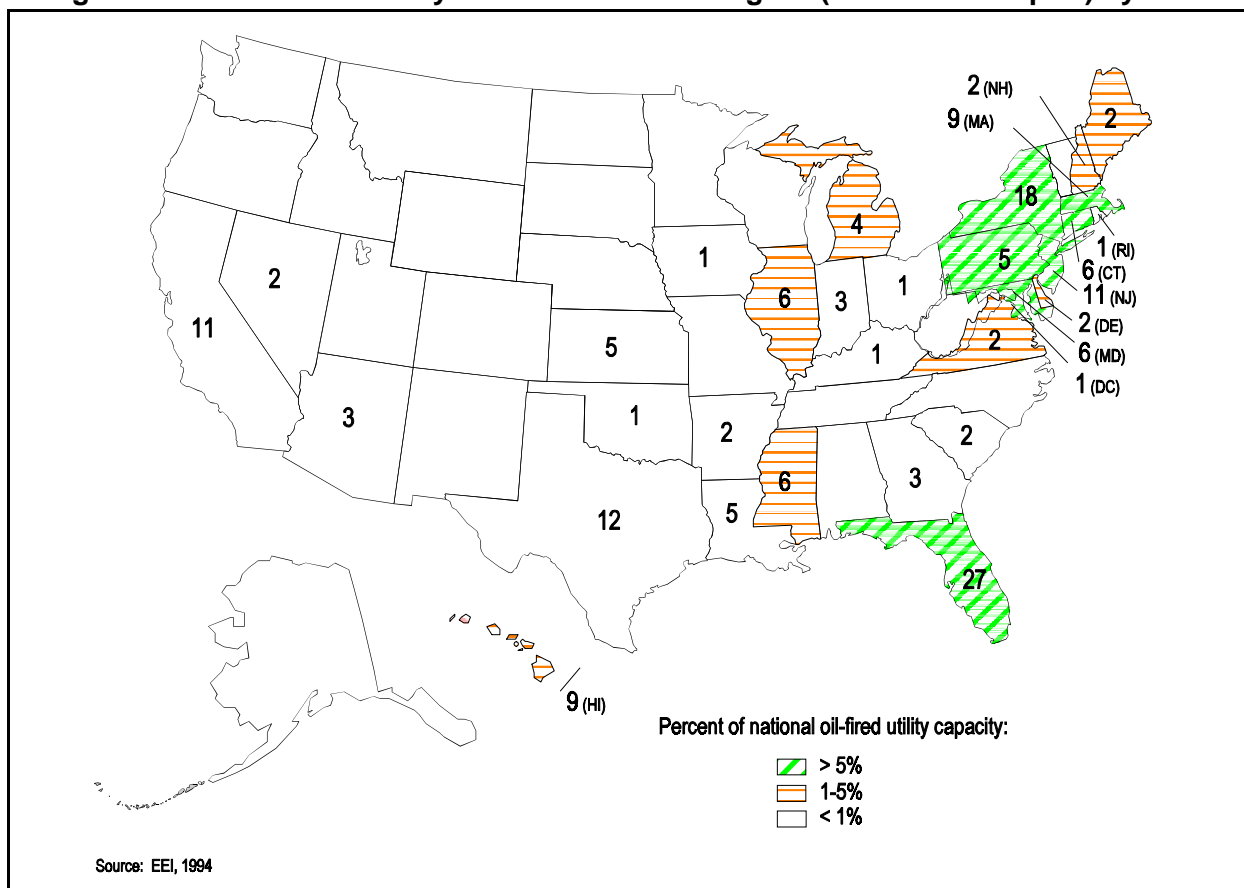 2 (NH)
9 (MA)
2
18
4
1
5
1 (RI)
6 (CT)
2
6
3
1
11 (NJ)
11
2 (DE)
5
1
2
6 (MD)
1 (DC)
3
1
2
2
6
3
5
12
27
9 (HI)
Percent of national oil-fired utility capacity:
> 5%
1-5%
< 1%
Source: EEI, 1994